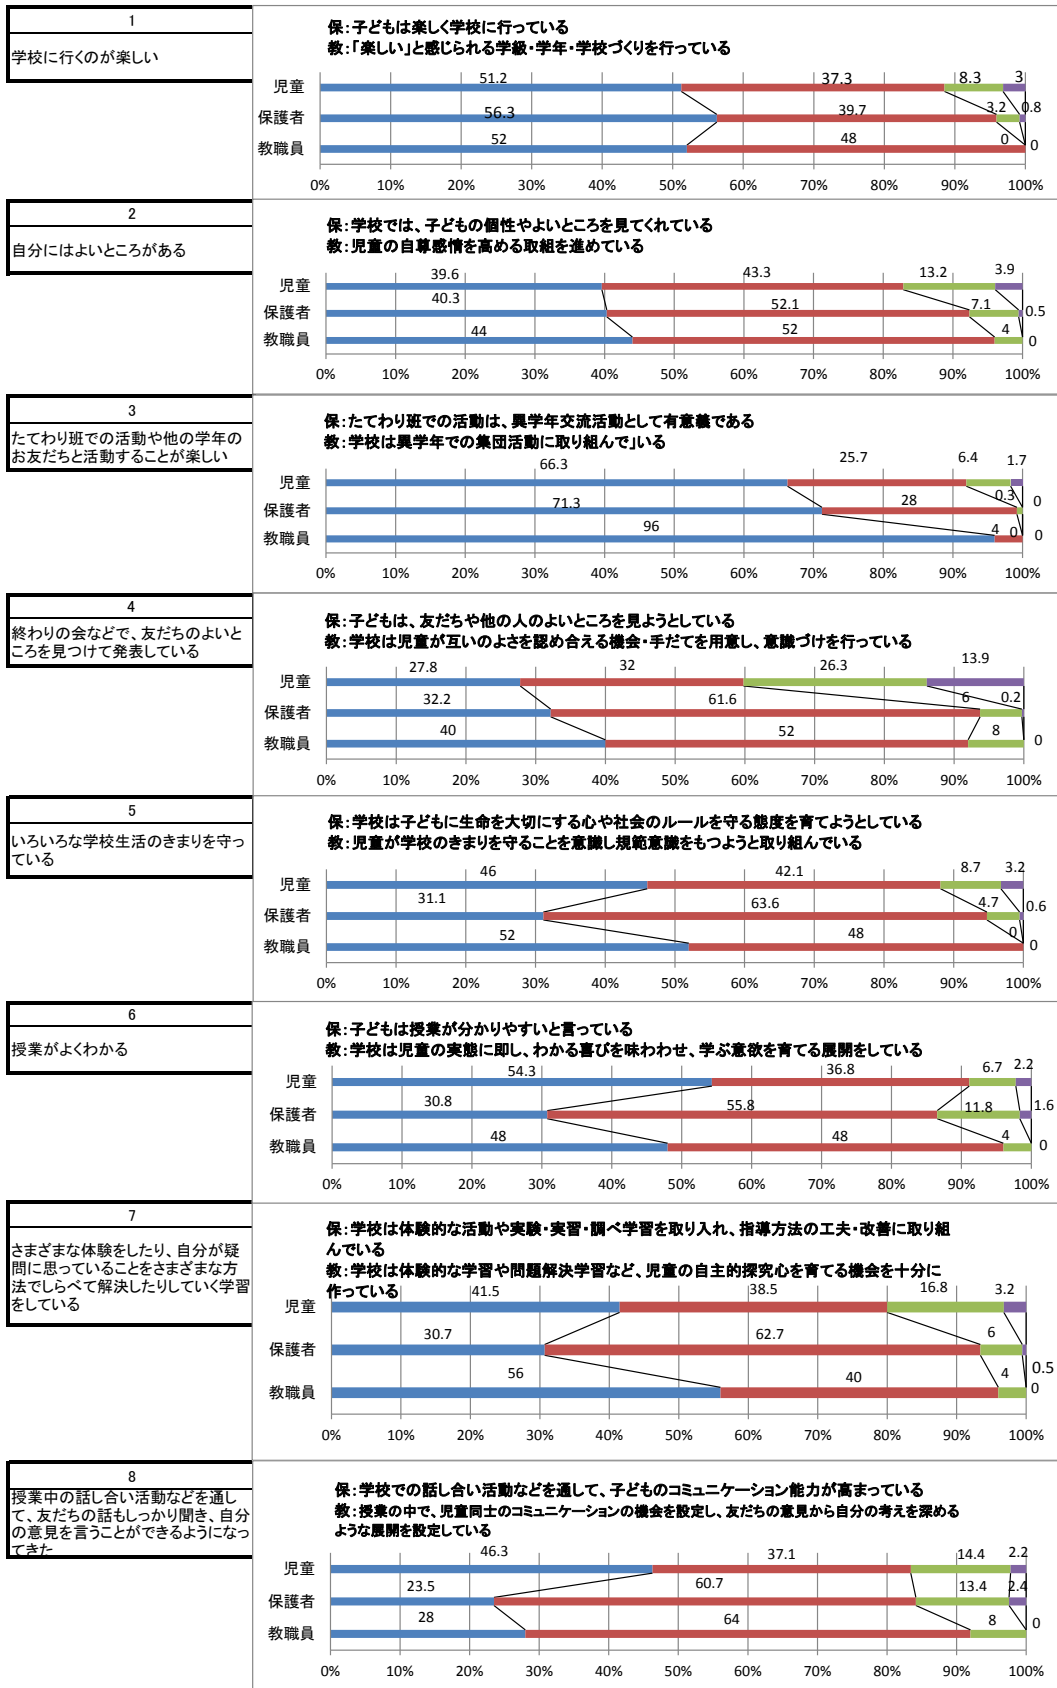 1
学校に行くのが楽しい
保：子どもは楽しく学校に行っている
教：「楽しい」と感じられる学級・学年・学校づくりを行っている
児童 51.2 37.3 8.3 3
保護者 56.3 39.7 3.2 0.8
教職員 52 48 0 0
0% 10% 20% 30% 40% 50% 60% 70% 80% 90% 100%
2
自分にはよいところがある
保：学校では、子どもの個性やよいところを見てくれている
教：児童の自尊感情を高める取組を進めている
児童 39.6 43.3 13.2 3.9
保護者 40.3 52.1 7.1 0.5
教職員 44 52 4 0
0% 10% 20% 30% 40% 50% 60% 70% 80% 90% 100%
3
たてわり班での活動や他の学年の
お友だちと活動することが楽しい
保：たてわり班での活動は、異学年交流活動として有意義である
教：学校は異学年での集団活動に取り組んで」いる
児童 66.3 25.7 6.4 1.7
保護者 71.3 28 0.3 0
教職員 96 4 0 0
0% 10% 20% 30% 40% 50% 60% 70% 80% 90% 100%
4
終わりの会などで、友だちのよいと
ころを見つけて発表している
保：子どもは、友だちや他の人のよいところを見ようとしている
教：学校は児童が互いのよさを認め合える機会・手だてを用意し、意識づけを行っている
児童 27.8 32 26.3 13.9
保護者 32.2 61.6 6 0.2
教職員 40 52 8 0
0% 10% 20% 30% 40% 50% 60% 70% 80% 90% 100%
5
いろいろな学校生活のきまりを守っ
ている
保：学校は子どもに生命を大切にする心や社会のルールを守る態度を育てようとしている
教：児童が学校のきまりを守ることを意識し規範意識をもつようと取り組んでいる
児童 46 42.1 8.7 3.2
保護者 31.1 63.6 4.7 0.6
教職員 52 48 0 0
0% 10% 20% 30% 40% 50% 60% 70% 80% 90% 100%
6
授業がよくわかる
保：子どもは授業が分かりやすいと言っている
教：学校は児童の実態に即し、わかる喜びを味わわせ、学ぶ意欲を育てる展開をしている
児童 54.3 36.8 6.7 2.2
保護者 30.8 55.8 11.8 1.6
教職員 48 48 4 0
0% 10% 20% 30% 40% 50% 60% 70% 80% 90% 100%
7
さまざまな体験をしたり、自分が疑
問に思っていることをさまざまな方
法でしらべて解決したりしていく学習
をしている
保：学校は体験的な活動や実験・実習・調べ学習を取り入れ、指導方法の工夫・改善に取り組
んでいる
教：学校は体験的な学習や問題解決学習など、児童の自主的探究心を育てる機会を十分に
作っている
児童 41.5 38.5 16.8 3.2
保護者 30.7 62.7 6 0.5
教職員 56 40 4 0
0% 10% 20% 30% 40% 50% 60% 70% 80% 90% 100%
8
授業中の話し合い活動などを通し
て、友だちの話もしっかり聞き、自分
の意見を言うことができるようになっ
てきた
保：学校での話し合い活動などを通して、子どものコミュニケーション能力が高まっている
教：授業の中で、児童同士のコミュニケーションの機会を設定し、友だちの意見から自分の考えを深める
ような展開を設定している
児童 46.3 37.1 14.4 2.2
保護者 23.5 60.7 13.4 2.4
教職員 28 64 8 0
0% 10% 20% 30% 40% 50% 60% 70% 80% 90% 100%